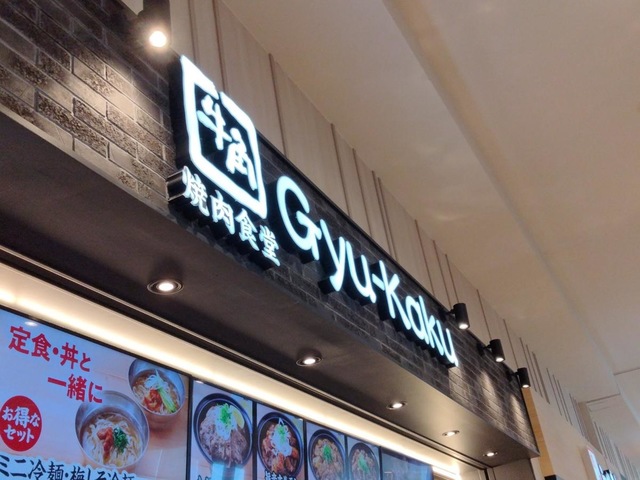 牛角
焼肉食堂
Gyu-Kaku
定食・丼と
一緒に
お得な
セット
ミニ冷麺・梅しそ冷麺